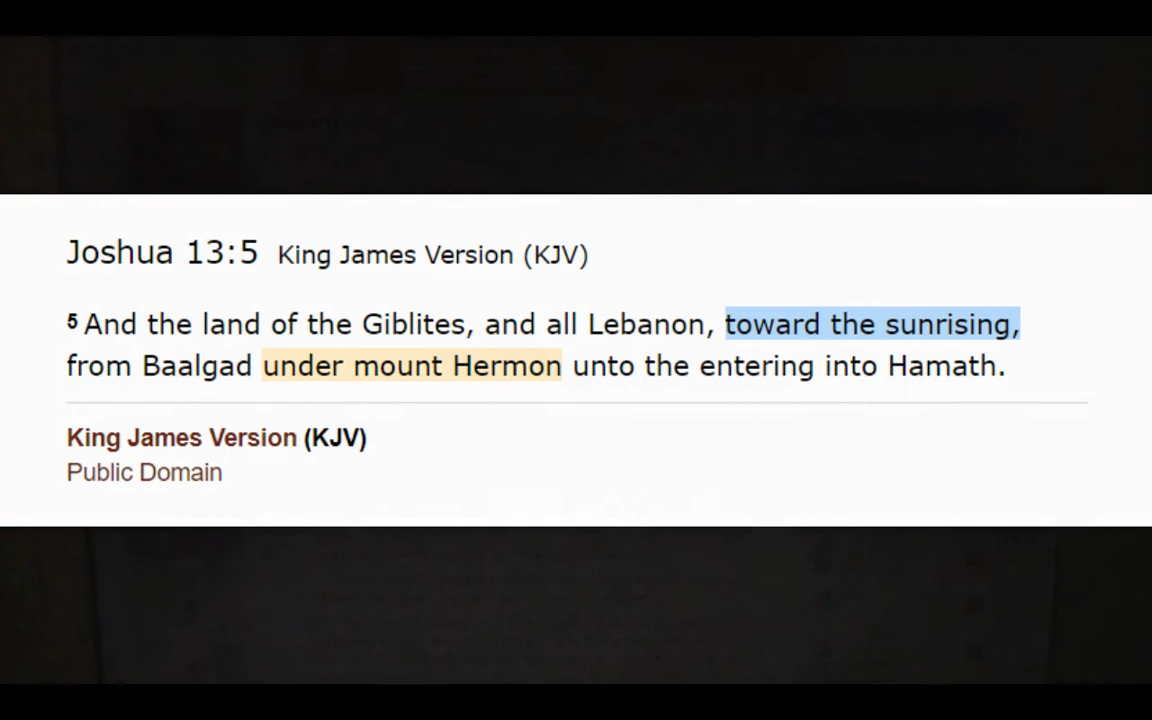 Joshua 13:5 King James Version (KJV)
5 And the land of the Giblites, and all Lebanon, toward the sunrising,
from Baalgad under mount Hermon unto the entering into Hamath.
King James Version (KJV)
Public Domain